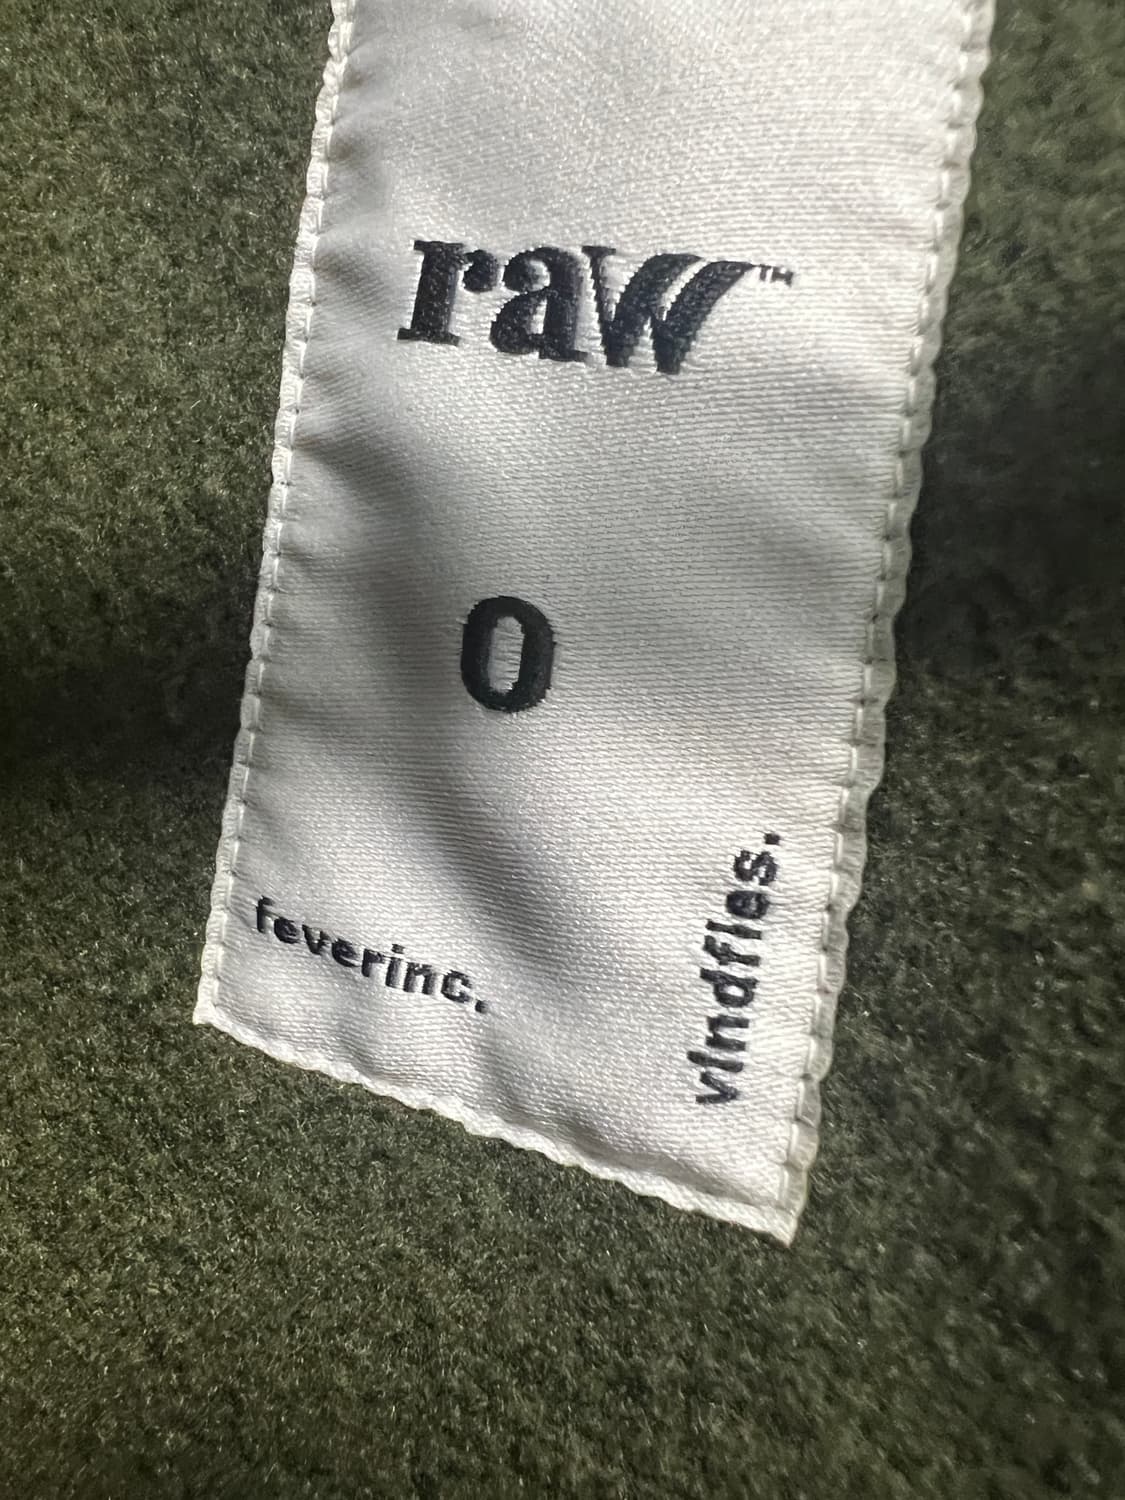 raw™
0
feverinc.
vindfles.